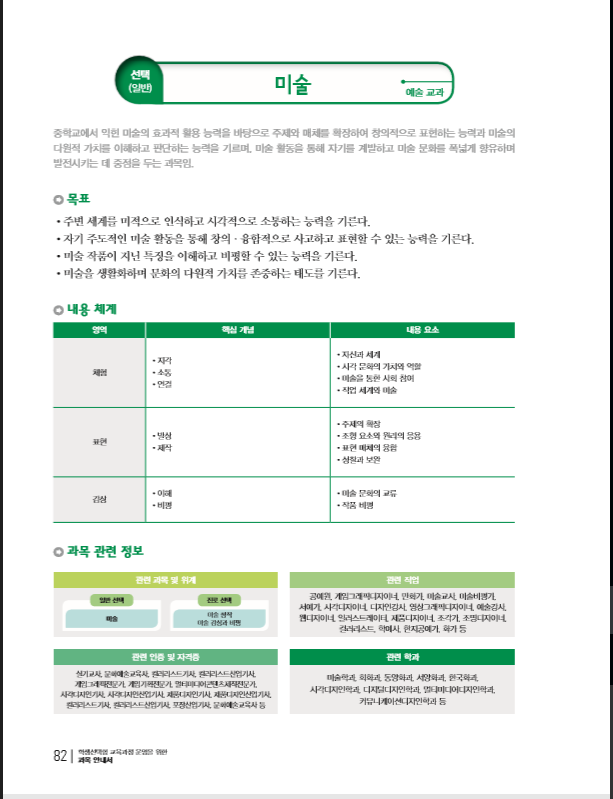 선택
(일반)
미술
예술 교과
중학교에서 익힌 미술의 효과적 활용 능력을 바탕으로 주제와 매체를 확장하여 창의적으로 표현하는 능력과 미술의
다원적 가치를 이해하고 판단하는 능력을 기르며, 미술 활동을 통해 자기를 계발하고 미술 문화를 폭넓게 향유하며
발전시키는 데 중점을 두는 과목임.
목표
• 주변 세계를 미적으로 인식하고 시각적으로 소통하는 능력을 기른다.
• 자기 주도적인 미술 활동을 통해 창의 · 융합적으로 사고하고 표현할 수 있는 능력을 기른다.
• 미술 작품이 지닌 특징을 이해하고 비평할 수 있는 능력을 기른다.
• 미술을 생활화하며 문화의 다원적 가치를 존중하는 태도를 기른다.
내용 체계
영역 핵심 개념 내용 요소
체험
• 지각
• 소통
• 연결
• 자신과 세계
• 시각 문화의 가치와 역할
• 미술을 통한 사회 참여
• 직업 세계와 미술
표현
• 발상
• 제작
• 주제의 확장
• 조형 요소와 원리의 응용
• 표현 매체의 융합
• 성찰과 보완
감상
• 이해
• 비평
• 미술 문화의 교류
• 작품 비평
과목 관련 정보
관련 과목 및 위계
일반 선택 진로 선택
미술
미술 창작
미술 감상과 비평
관련 직업
공예원, 게임그래픽디자이너, 만화가, 미술교사, 미술비평가,
서예가, 시각디자이너, 디자인강사, 영상그래픽디자이너, 예술강사,
웹디자이너, 일러스트레이터, 제품디자이너, 조각가, 조명디자이너,
컬러리스트, 학예사, 한지공예가, 화가 등
관련 인증 및 자격증
실기교사, 문화예술교육사, 컬러리스트기사, 컬러리스트산업기사,
게임그래픽전문가, 게임기획전문가, 멀티미디어콘텐츠제작전문가,
시각디자인기사, 시각디자인산업기사, 제품디자인기사, 제품디자인산업기사,
컬러리스트기사, 컬러리스트산업기사, 포장산업기사, 문화예술교육사 등
관련 학과
미술학과, 회화과, 동양화과, 서양화과, 한국화과,
시각디자인학과, 디지털디자인학과, 멀티미디어디자인학과,
커뮤니케이션디자인학과 등
82
학생선택형 교육과정 운영을 위한
과목 안내서